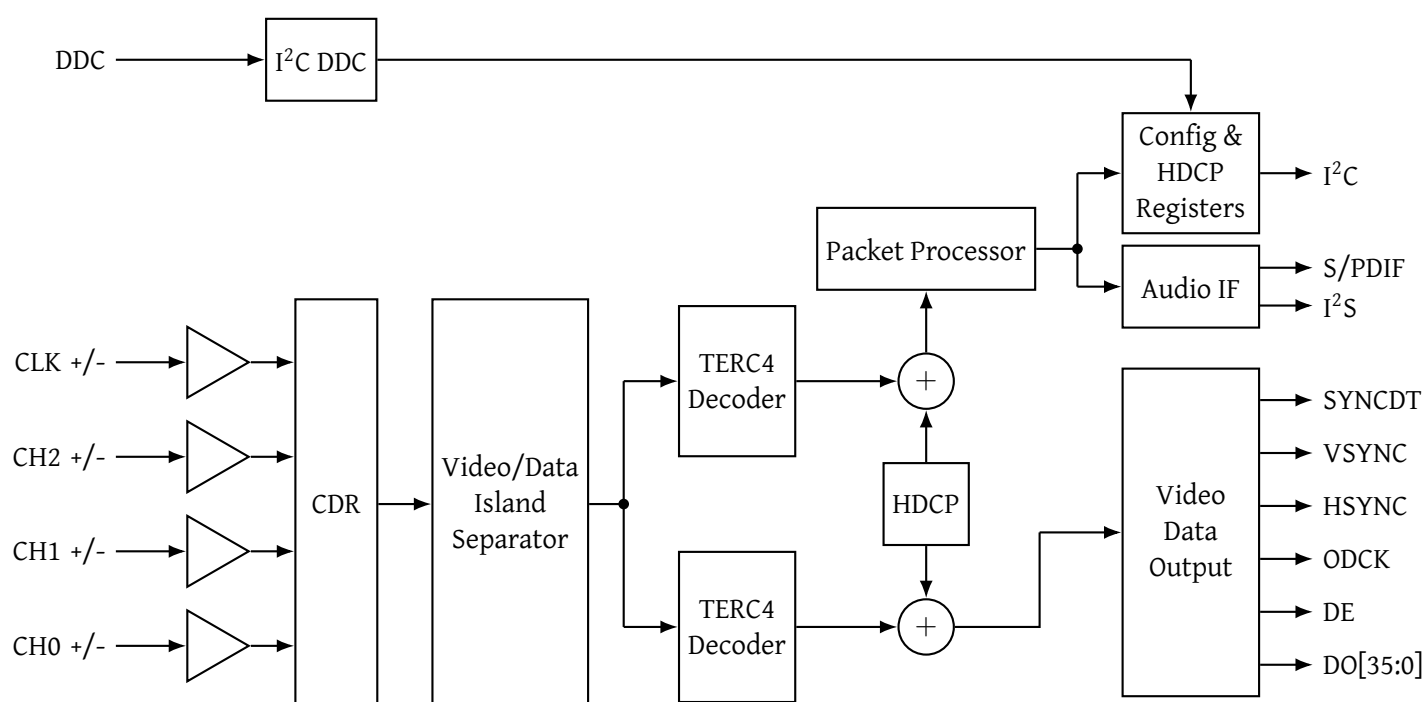 DDC
I²C DDC
Config &
HDCP
Registers
I²C
Packet Processor
Audio IF
S/PDIF
I²S
CLK +/-
CH2 +/-
CH1 +/-
CH0 +/-
CDR
Video/Data
Island
Separator
TERC4
Decoder
+
HDCP
TERC4
Decoder
+
Video
Data
Output
SYNCDT
VSYNC
HSYNC
ODCK
DE
DO[35:0]